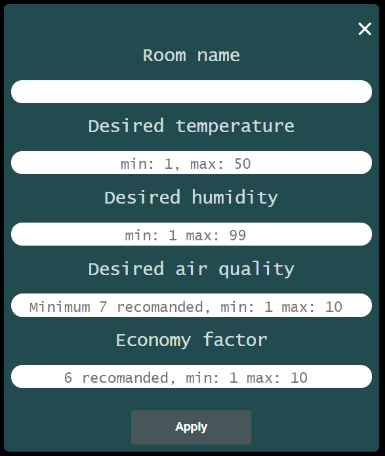 Room name
Desired temperature
min: 1, max: 50
Desired humidity
min: 1 max: 99
Desired air quality
Minimum 7 recomanded, min: 1 max: 10
Economy factor
6 recomanded, min: 1 max: 10
Apply